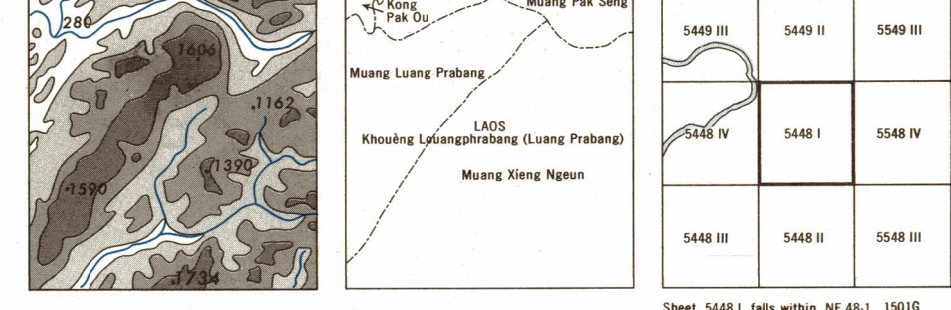 280
1606
1162
1390
1590
1734
Kong
Pak Ou
Muang Pak Seng
Muang Luang Prabang
LAOS
Khouèng Louangphrabang (Luang Prabang)
Muang Xieng Ngeun
5449 III 5449 II 5549 III
5448 IV 5448 I 5548 IV
5448 III 5448 II 5548 III
Sheet 5448 I falls within NE 48-1, 1501G